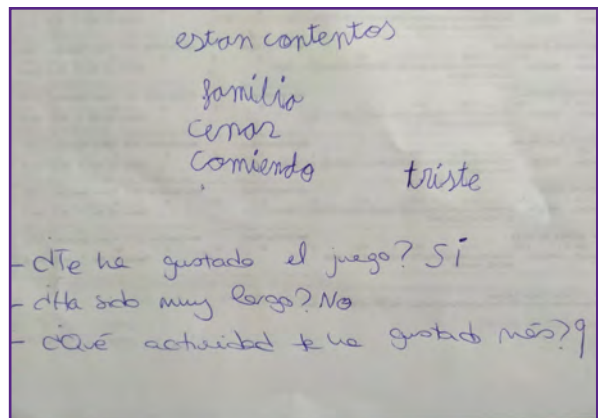 estan contentos
familia
cenar
comiendo triste
- ¿Te ha gustado el juego? SÍ
- ¿Ha sido muy largo? No
- ¿Qué actividad te ha gustado más? 9